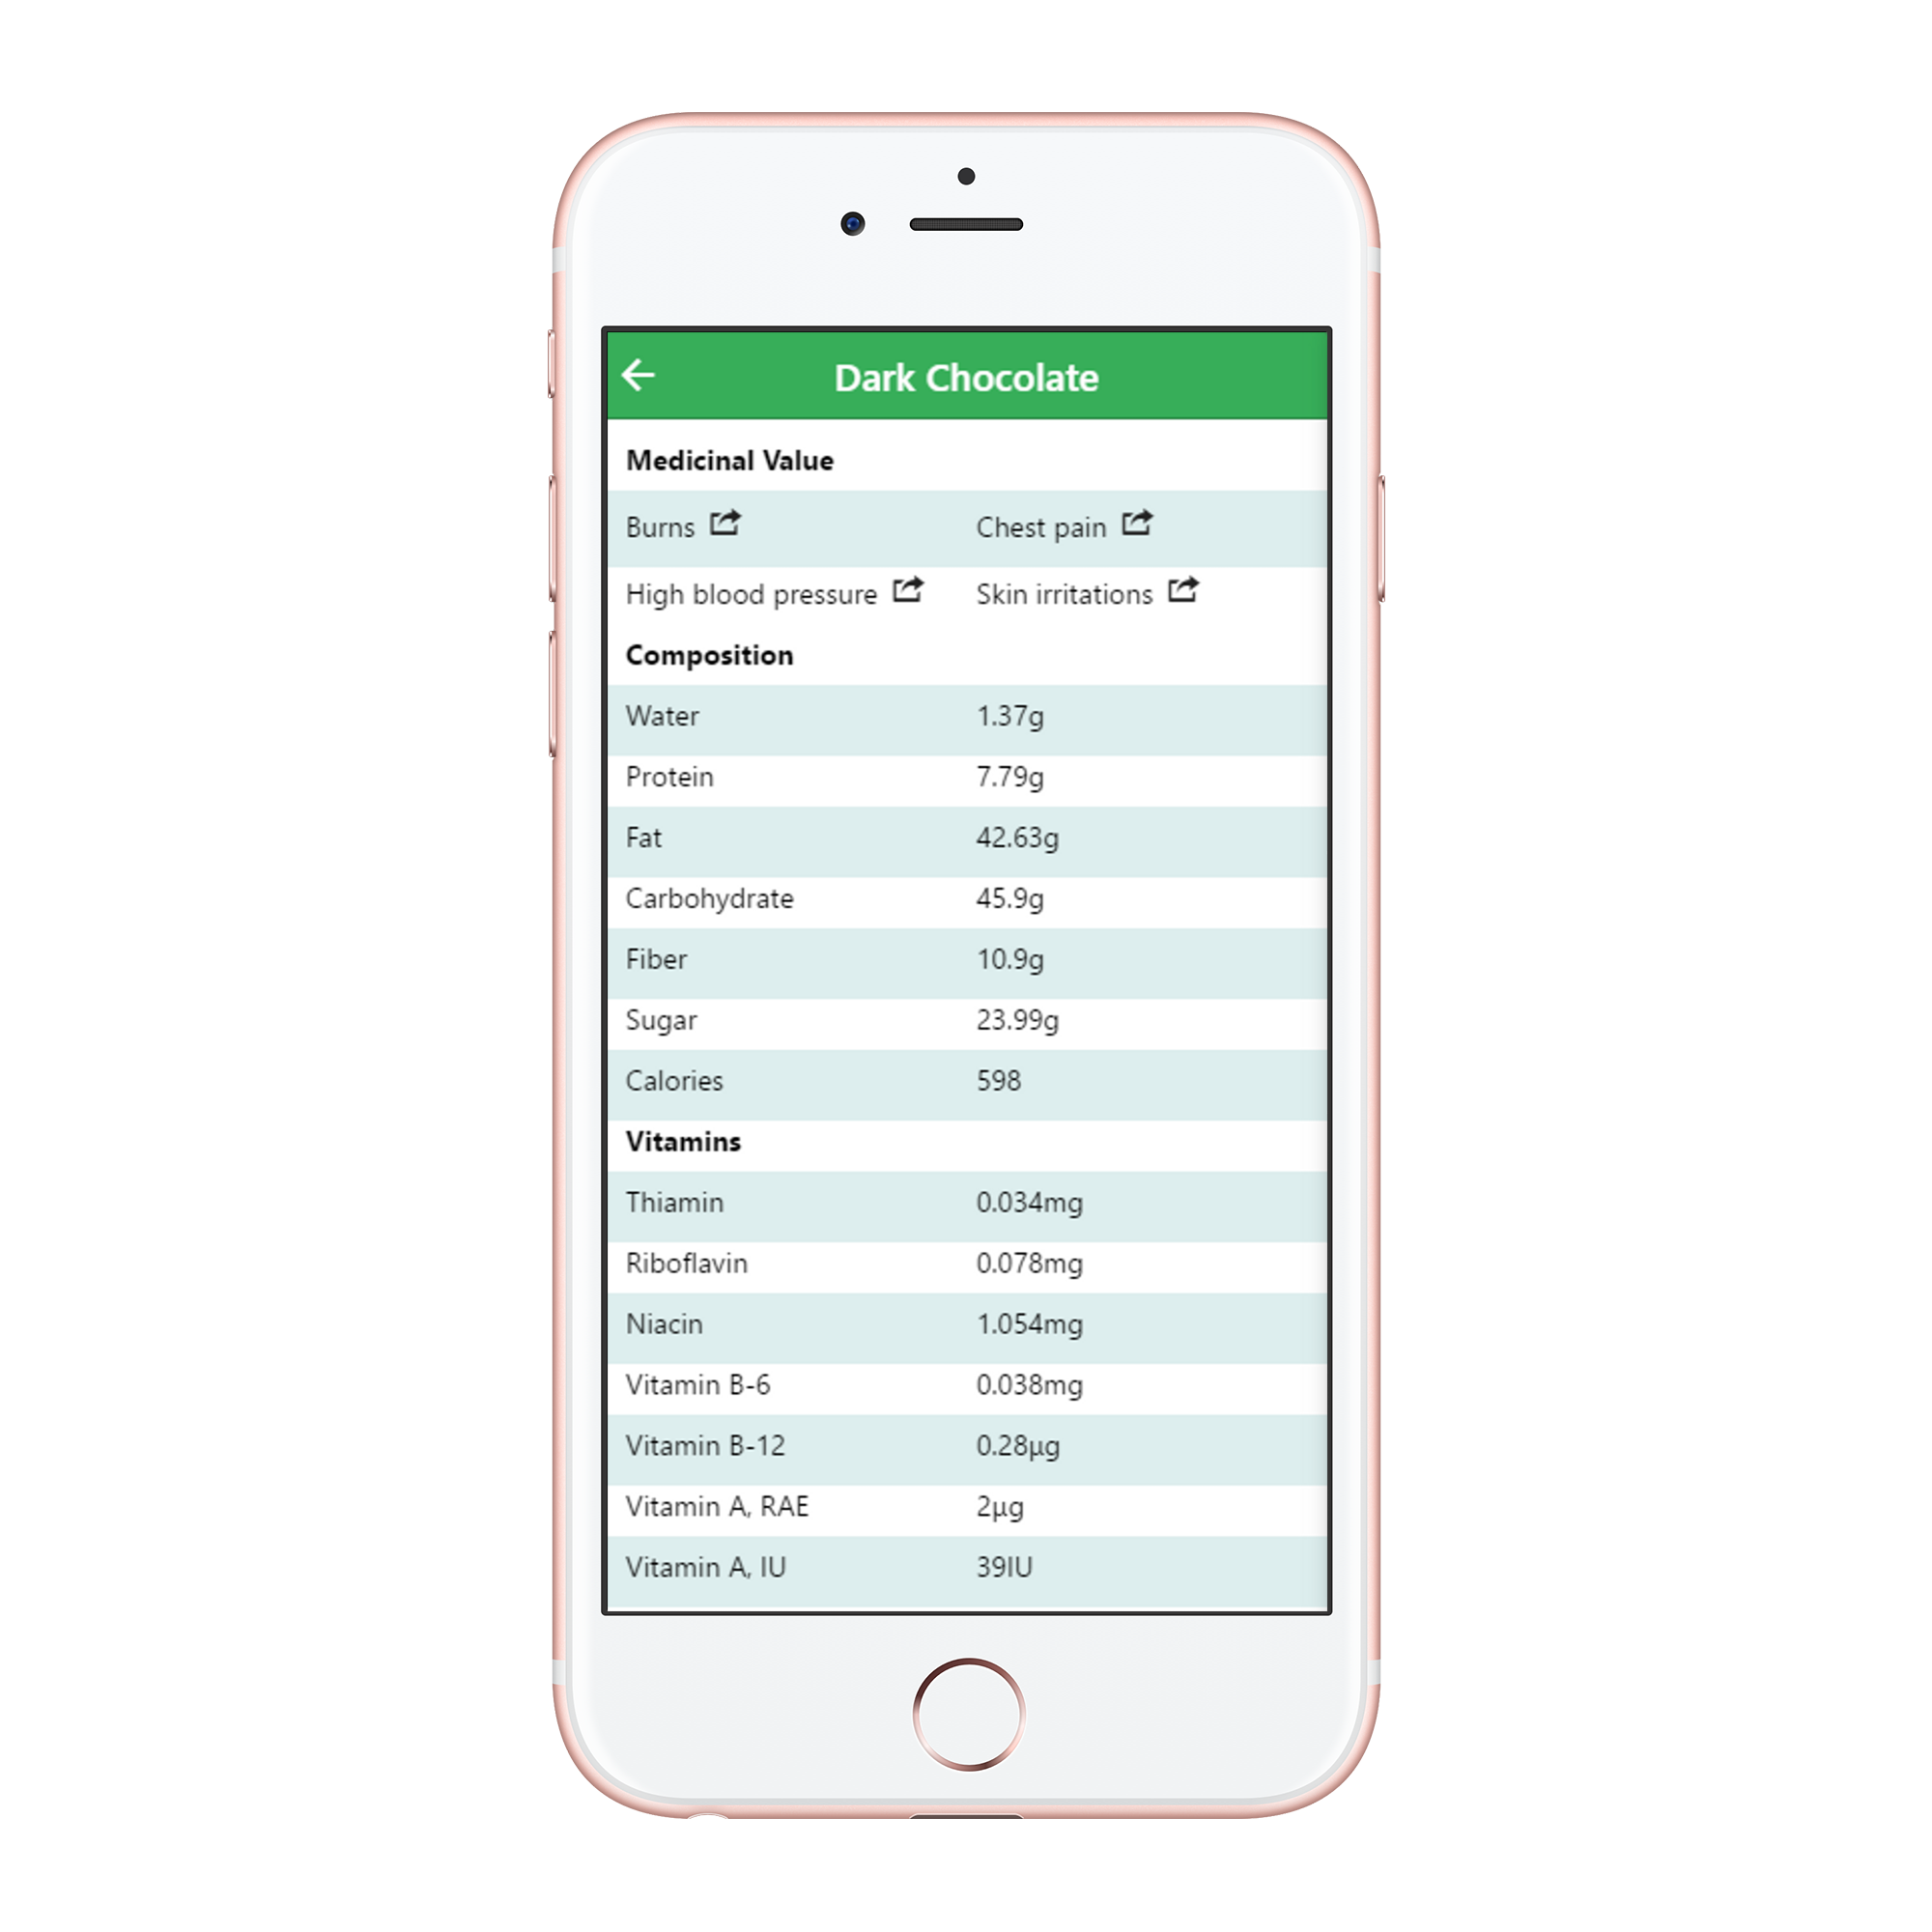 Dark Chocolate
Medicinal Value
Burns Chest pain
High blood pressure Skin irritations
Composition
Water 1.37g
Protein 7.79g
Fat 42.63g
Carbohydrate 45.9g
Fiber 10.9g
Sugar 23.99g
Calories 598
Vitamins
Thiamin 0.034mg
Riboflavin 0.078mg
Niacin 1.054mg
Vitamin B-6 0.038mg
Vitamin B-12 0.28µg
Vitamin A, RAE 2µg
Vitamin A, IU 39IU